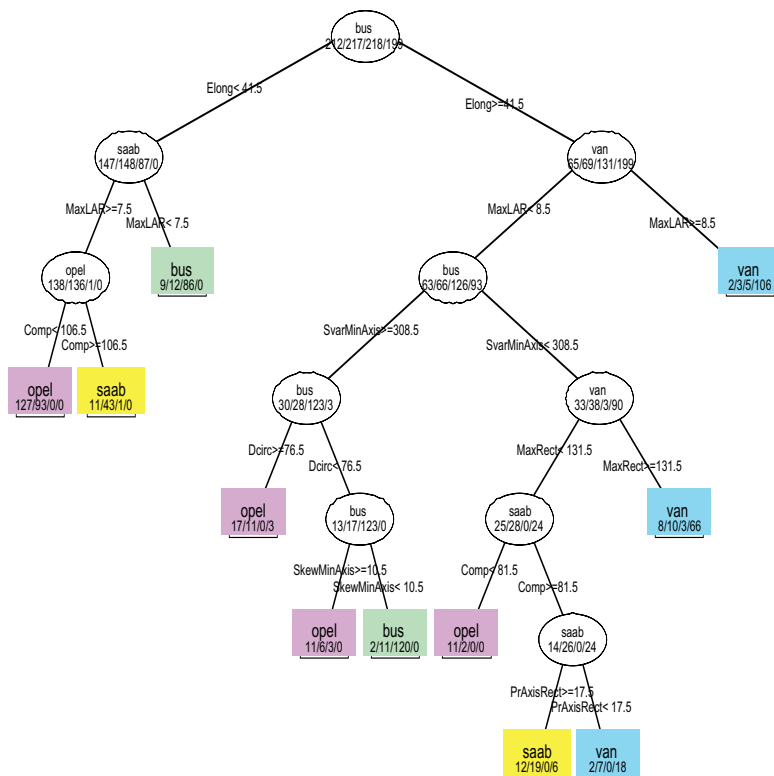 bus
212/217/218/199
Elong< 41.5
Elong>=41.5
saab
147/148/87/0
van
65/69/131/199
MaxLAR>=7.5
MaxLAR< 7.5
MaxLAR< 8.5
MaxLAR>=8.5
opel
138/136/1/0
bus
9/12/86/0
bus
63/66/126/93
van
2/3/5/106
Comp< 106.5
Comp>=106.5
SvarMinAxis>=308.5
SvarMinAxis< 308.5
opel
127/93/0/0
saab
11/43/1/0
bus
30/28/123/3
van
33/38/3/90
Dcirc>=76.5
Dcirc< 76.5
MaxRect< 131.5
MaxRect>=131.5
opel
17/11/0/3
bus
13/17/123/0
saab
25/28/0/24
van
8/10/3/66
SkewMinAxis>=10.5
SkewMinAxis< 10.5
Comp< 81.5
Comp>=81.5
opel
11/6/3/0
bus
2/11/120/0
opel
11/2/0/0
saab
14/26/0/24
PrAxisRect>=17.5
PrAxisRect< 17.5
saab
12/19/0/6
van
2/7/0/18